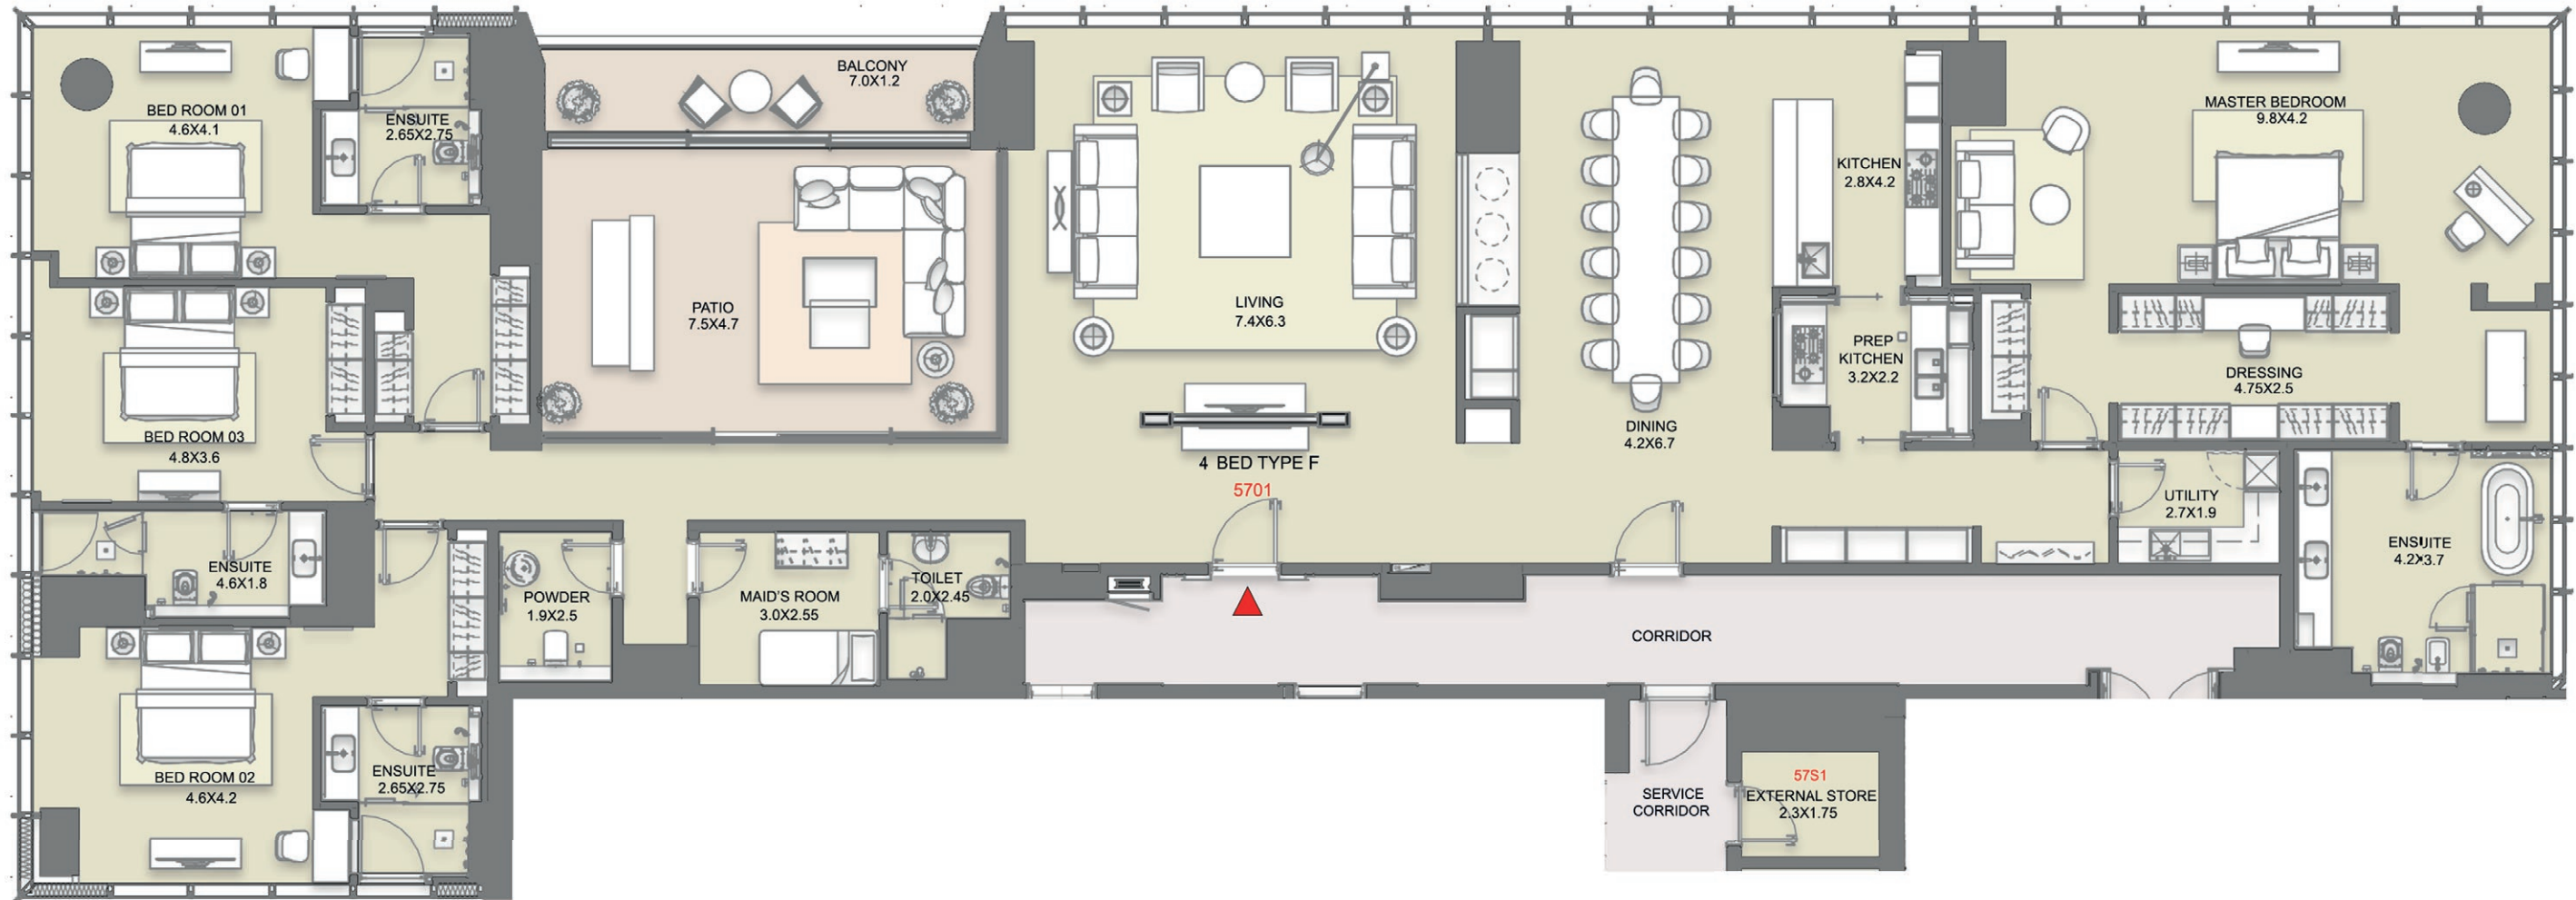 BED ROOM 01
4.6X4.1
ENSUITE
2.65X2.75
BALCONY
7.0X1.2
PATIO
7.5X4.7
LIVING
7.4X6.3
4 BED TYPE F
5701
DINING
4.2X6.7
KITCHEN
2.8X4.2
PREP
KITCHEN
3.2X2.2
MASTER BEDROOM
9.8X4.2
DRESSING
4.75X2.5
UTILITY
2.7X1.9
ENSUITE
4.2X3.7
BED ROOM 03
4.8X3.6
ENSUITE
4.6X1.8
POWDER
1.9X2.5
MAID'S ROOM
3.0X2.55
TOILET
2.0X2.45
CORRIDOR
BED ROOM 02
4.6X4.2
ENSUITE
2.65X2.75
SERVICE
CORRIDOR
57S1
EXTERNAL STORE
2.3X1.75